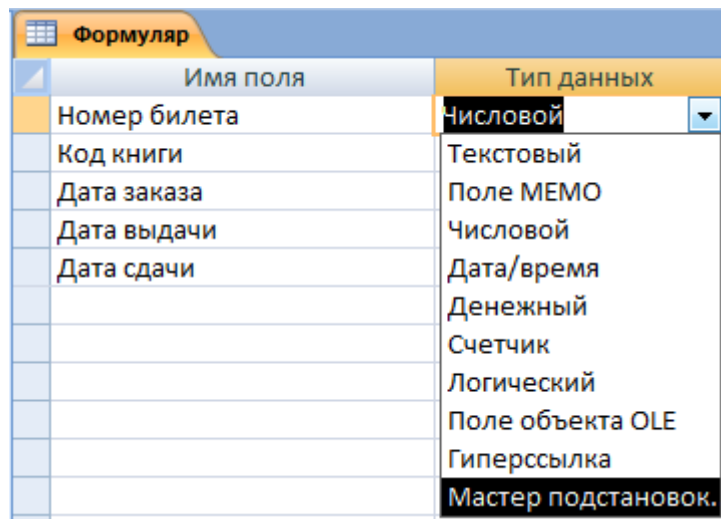 Формуляр
Имя поля Тип данных
Номер билета Числовой
Код книги Текстовый
Дата заказа Поле МЕМО
Дата выдачи Числовой
Дата сдачи Дата/время
Денежный
Счетчик
Логический
Поле объекта OLE
Гиперссылка
Мастер подстановок.